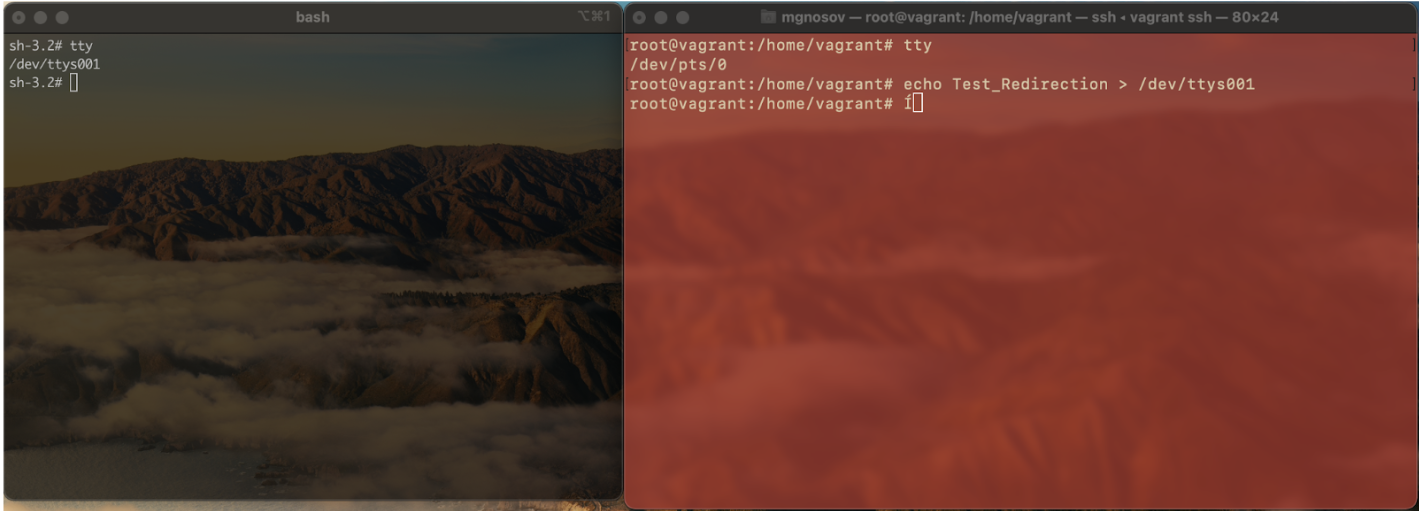 bash
⌥⌘1
sh-3.2# tty
/dev/ttys001
sh-3.2#
mgnosov — root@vagrant: /home/vagrant — ssh ◂ vagrant ssh — 80×24
[root@vagrant:/home/vagrant# tty ]
/dev/pts/0
[root@vagrant:/home/vagrant# echo Test_Redirection > /dev/ttys001 ]
root@vagrant:/home/vagrant# Í